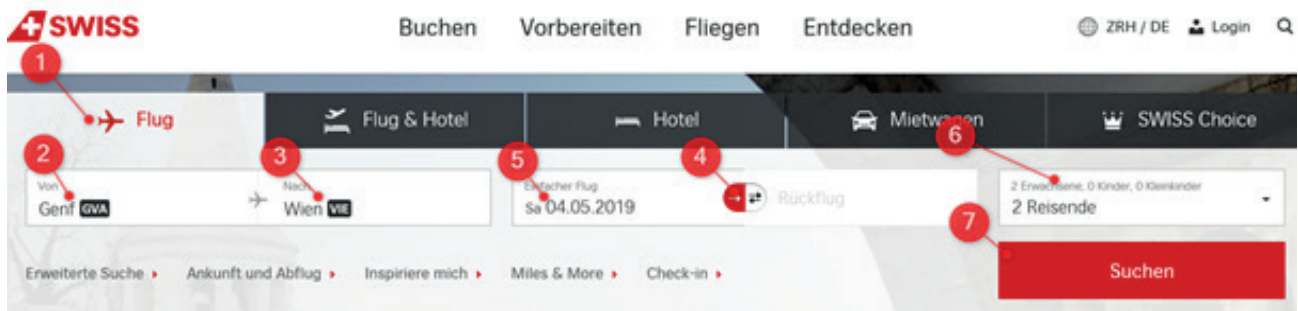 SWISS Buchen Vorbereiten Fliegen Entdecken ZRH / DE Login
1
Flug Flug & Hotel Hotel Mietwagen SWISS Choice
2 3 5 4 6
Von Nach Einfacher Flug 2 Erwachsene, 0 Kinder, 0 Kleinkinder
Genf GVA Wien VIE Sa 04.05.2019 Rückflug 2 Reisende
7
Erweiterte Suche Ankunft und Abflug Inspiriere mich Miles & More Check-in Suchen